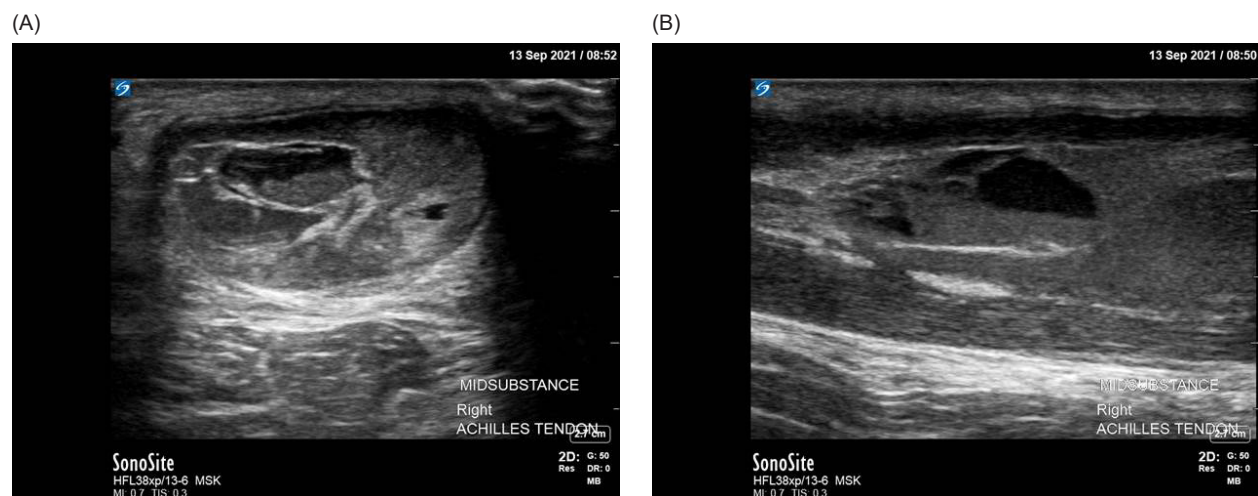 (A)
13 Sep 2021 / 08:52
MIDSUBSTANCE
Right
ACHILLES TENDON
2.7 cm
SonoSite
HFL38xp/13-6 MSK
MI: 0.7 TIS: 0.3
2D: G: 50
Res DR: 0
MB
(B)
13 Sep 2021 / 08:50
MIDSUBSTANCE
Right
ACHILLES TENDON
2.7 cm
SonoSite
HFL38xp/13-6 MSK
MI: 0.7 TIS: 0.3
2D: G: 50
Res DR: 0
MB